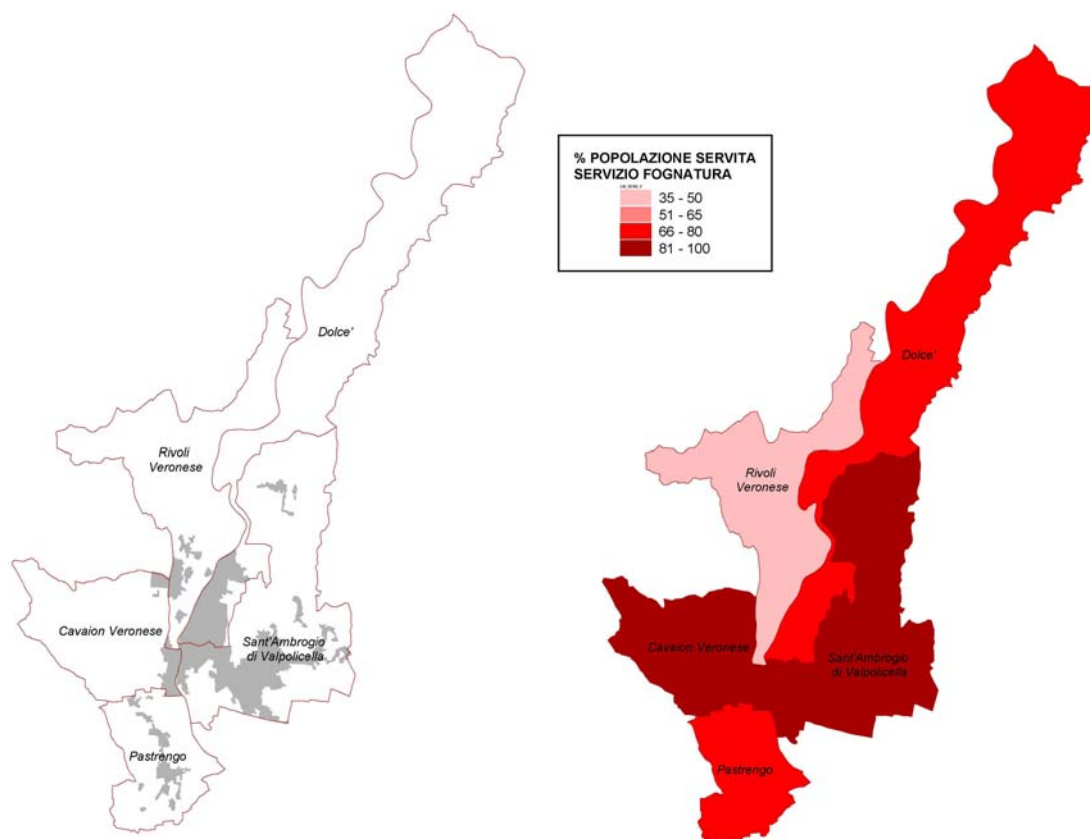 Dolce'
Rivoli
Veronese
Cavaion Veronese
Sant'Ambrogio
di Valpolicella
Pastrengo
% POPOLAZIONE SERVITA
SERVIZIO FOGNATURA
35 - 50
51 - 65
66 - 80
81 - 100
Dolce'
Rivoli
Veronese
Cavaion Veronese
Sant'Ambrogio
di Valpolicella
Pastrengo